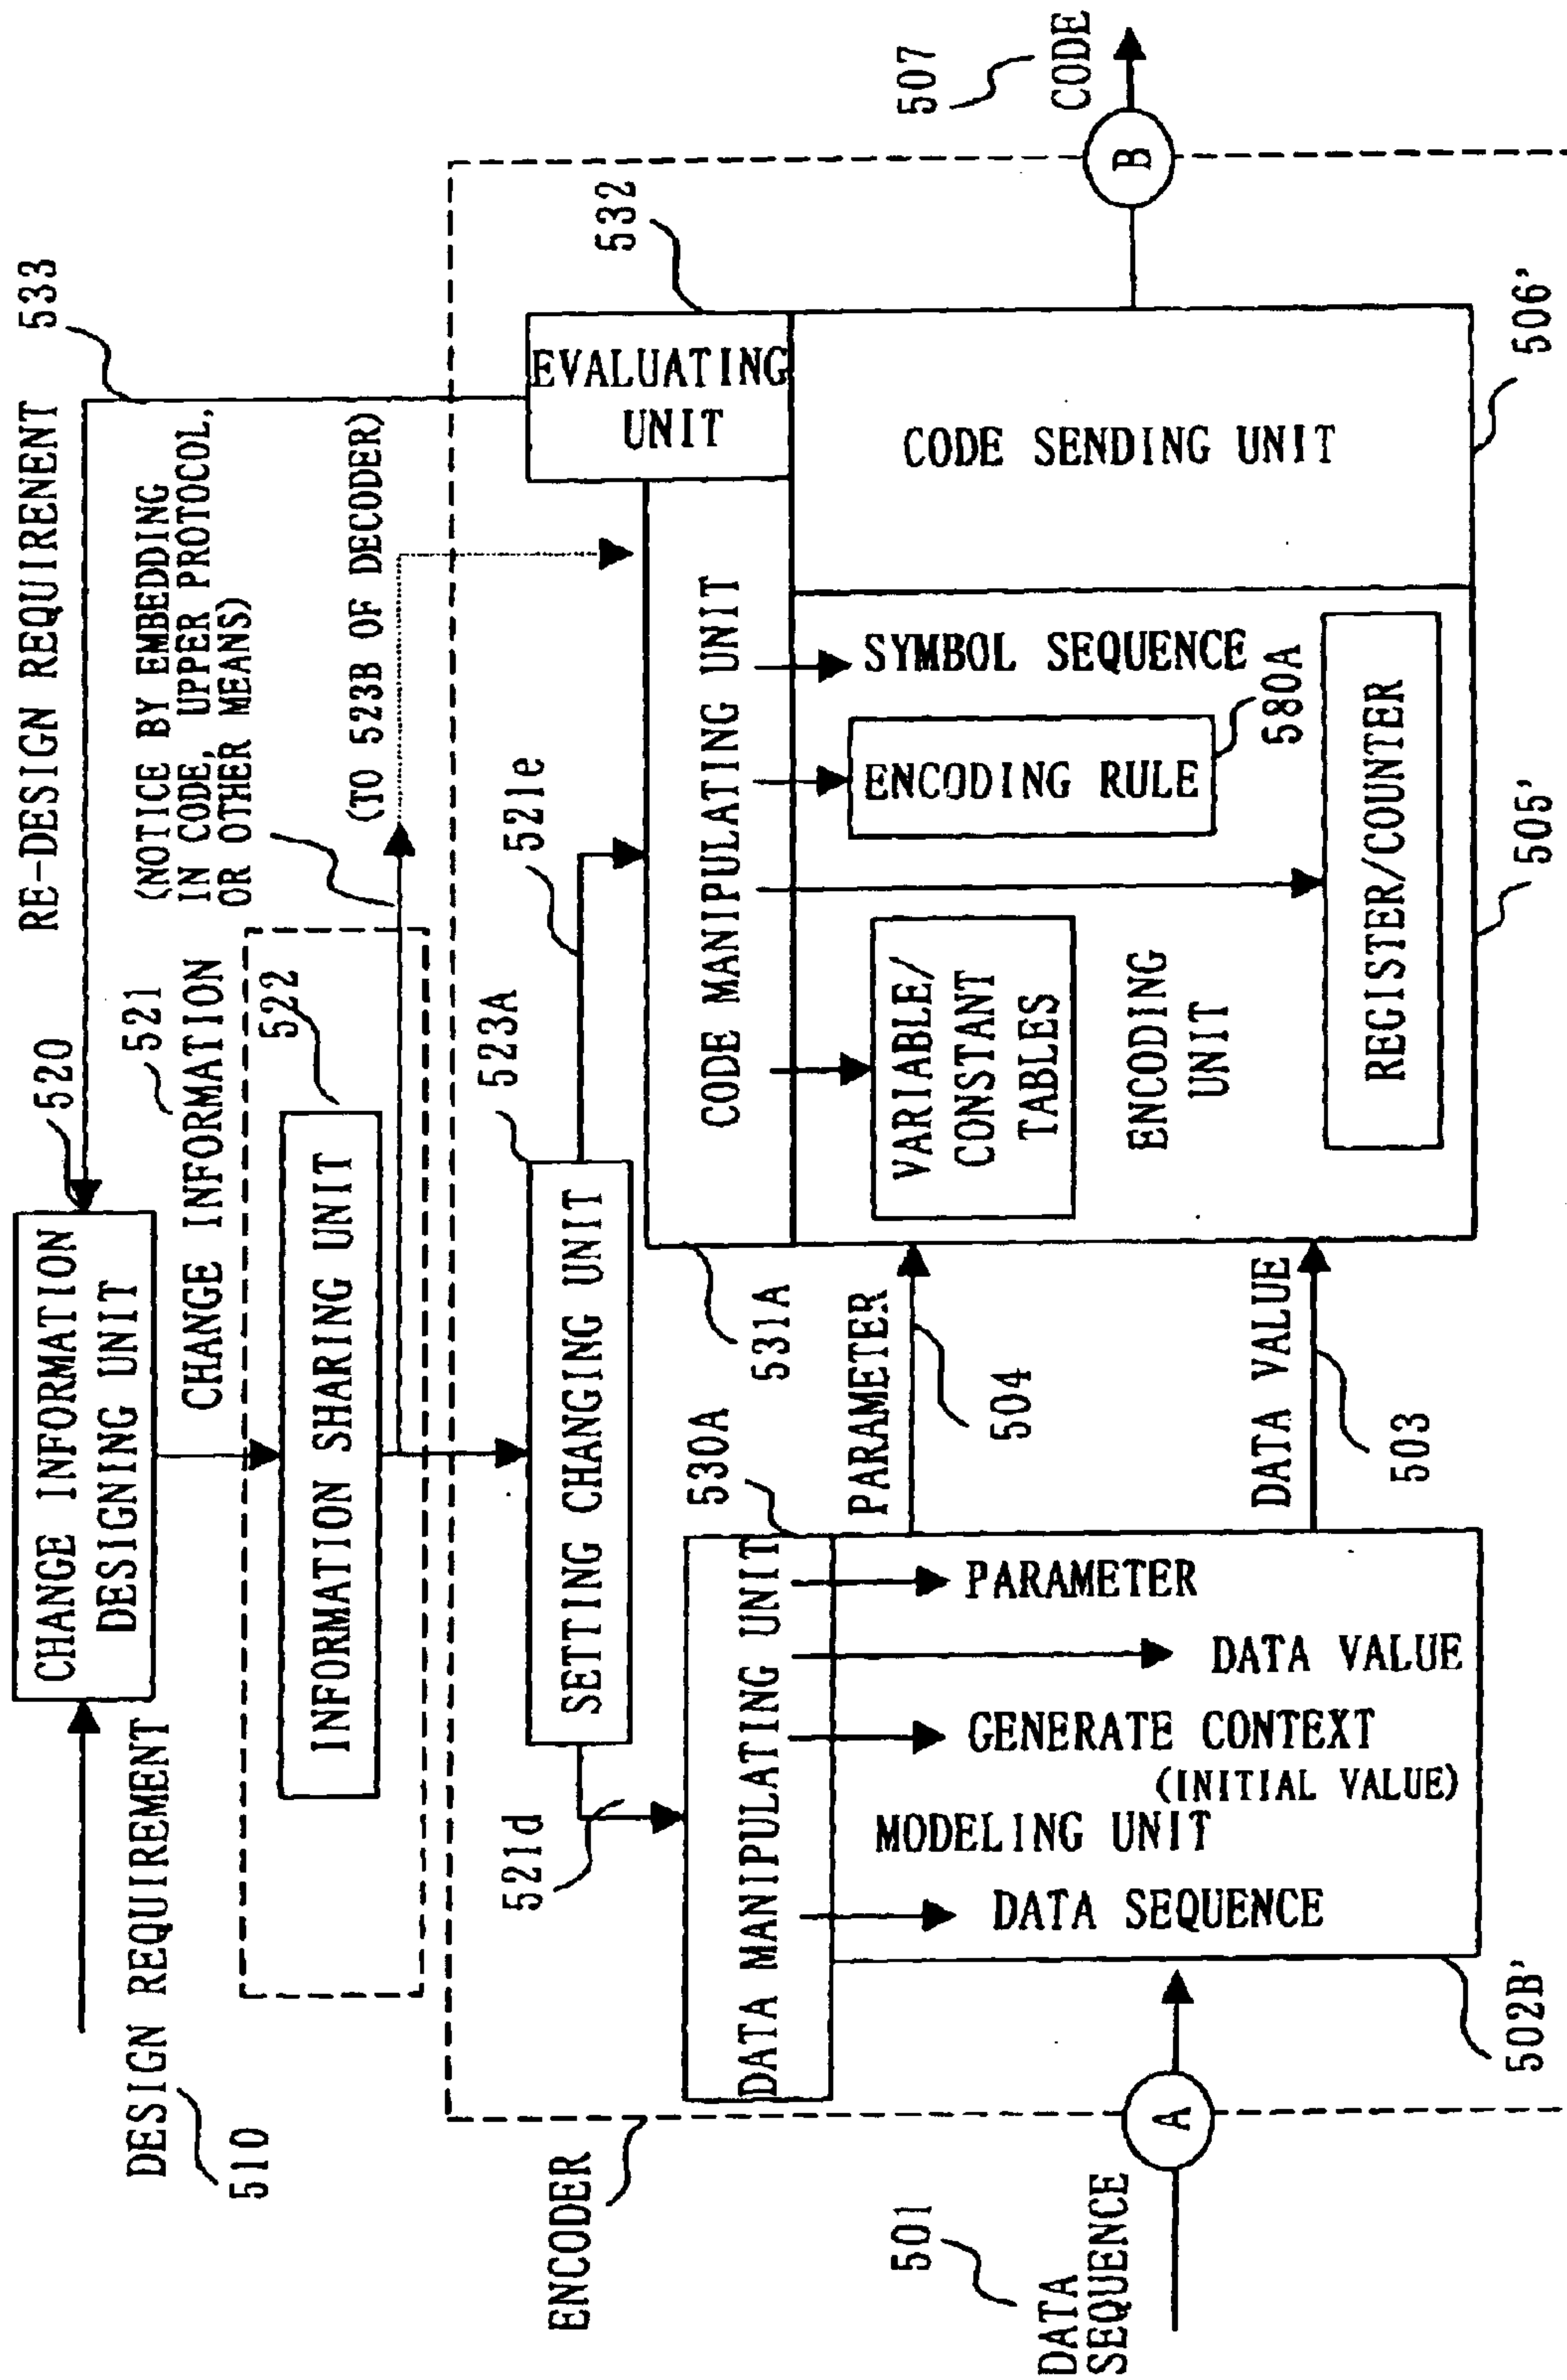 DESIGN REQUIREMENT
510
CHANGE INFORMATION
DESIGNING UNIT
520
RE-DESIGN REQUIRENENT
533
521
CHANGE INFORMATION
522
INFORMATION SHARING UNIT
(NOTICE BY EMBEDDING
IN CODE, UPPER PROTOCOL,
OR OTHER MEANS)
(TO 523B OF DECODER)
ENCODER
523A
SETTING CHANGING UNIT
521d
521e
EVALUATING
UNIT
532
530A
DATA MANIPULATING UNIT
PARAMETER
DATA VALUE
GENERATE CONTEXT
(INITIAL VALUE)
MODELING UNIT
DATA SEQUENCE
502B'
501
DATA
SEQUENCE
A
PARAMETER
504
DATA VALUE
503
531A
CODE MANIPULATING UNIT
VARIABLE/
CONSTANT
TABLES
ENCODING
UNIT
SYMBOL SEQUENCE
ENCODING RULE
580A
REGISTER/COUNTER
505'
CODE SENDING UNIT
506'
B
507
CODE